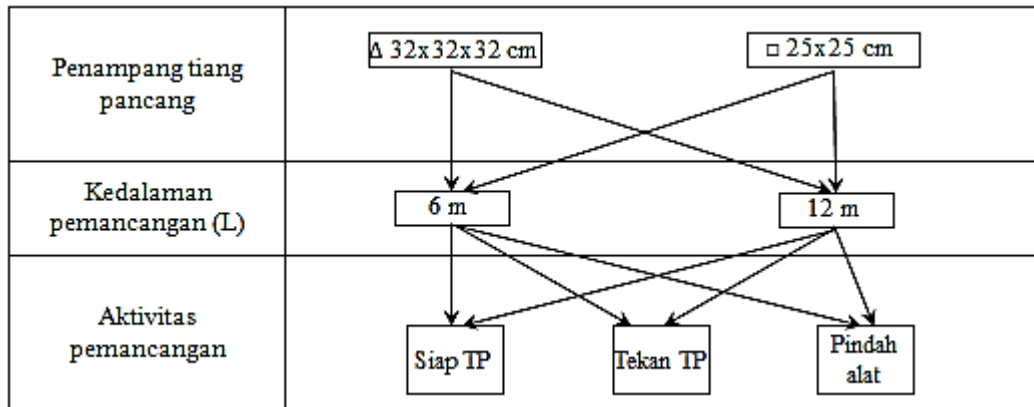 Penampang tiang
pancang
Δ 32x32x32 cm
□ 25x25 cm
Kedalaman
pemancangan (L)
6 m
12 m
Aktivitas
pemancangan
Siap TP
Tekan TP
Pindah
alat